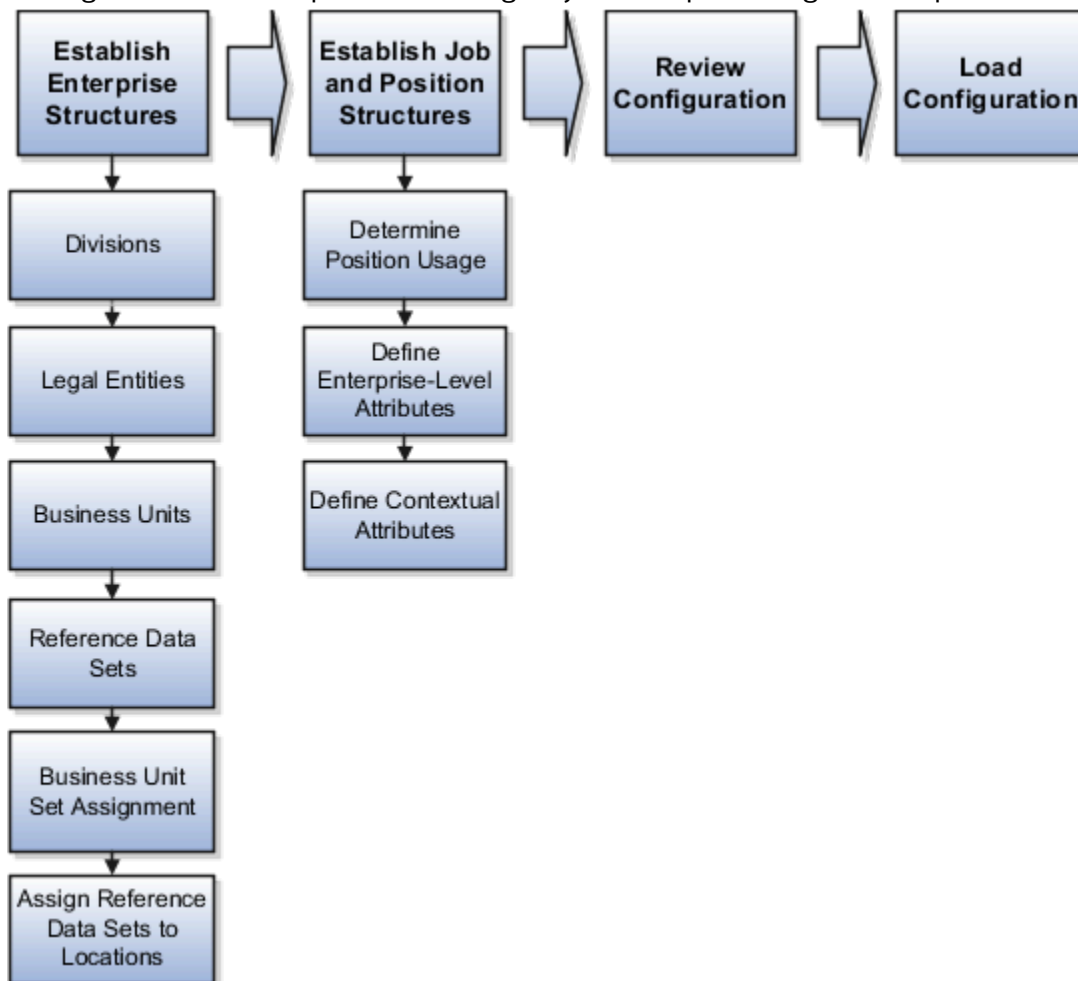 Establish
Enterprise
Structures
Establish Job
and Position
Structures
Review
Configuration
Load
Configuration
Divisions
Legal Entities
Business Units
Reference Data
Sets
Business Unit
Set Assignment
Assign Reference
Data Sets to
Locations
Determine
Position Usage
Define
Enterprise-Level
Attributes
Define Contextual
Attributes